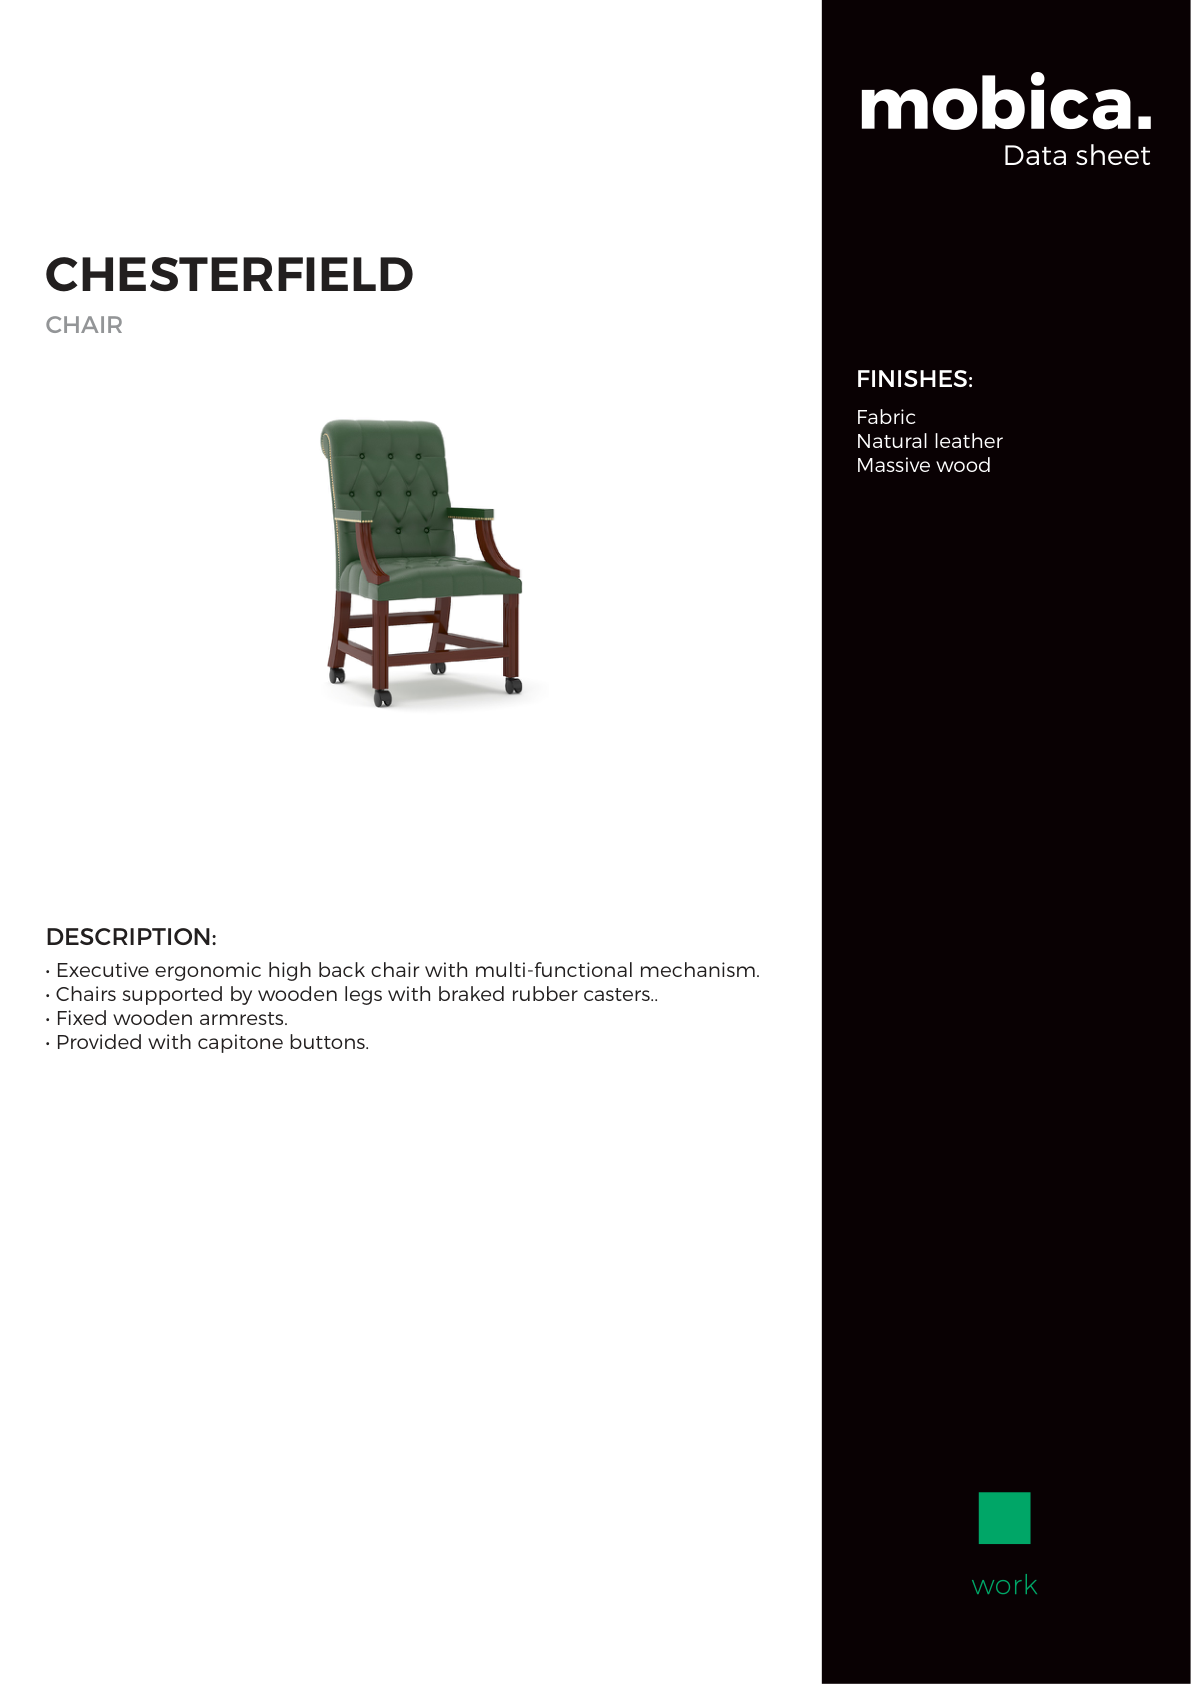 mobica.
Data sheet
CHESTERFIELD
CHAIR
FINISHES:
Fabric
Natural leather
Massive wood
DESCRIPTION:
• Executive ergonomic high back chair with multi-functional mechanism.
• Chairs supported by wooden legs with braked rubber casters..
• Fixed wooden armrests.
• Provided with capitone buttons.
work